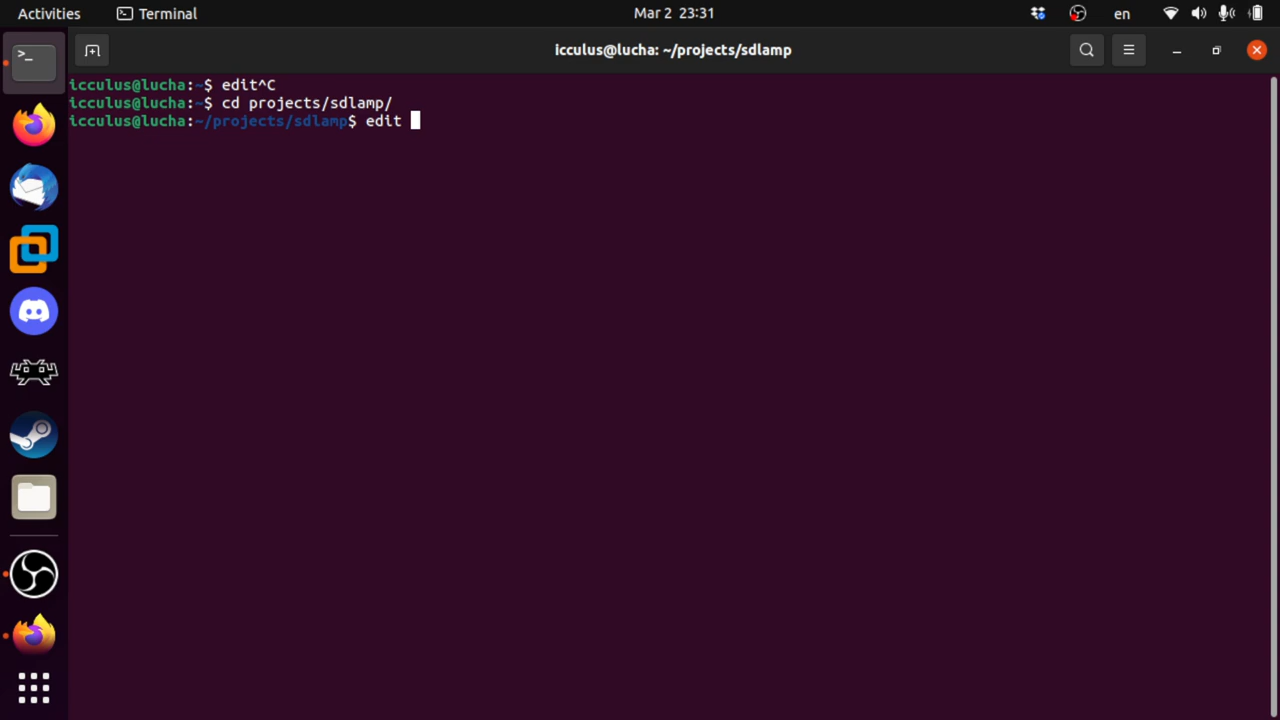 Activities Terminal Mar 2 23:31 en
icculus@lucha: ~/projects/sdlamp
icculus@lucha:~$ edit^C
icculus@lucha:~$ cd projects/sdlamp/
icculus@lucha:~/projects/sdlamp$ edit